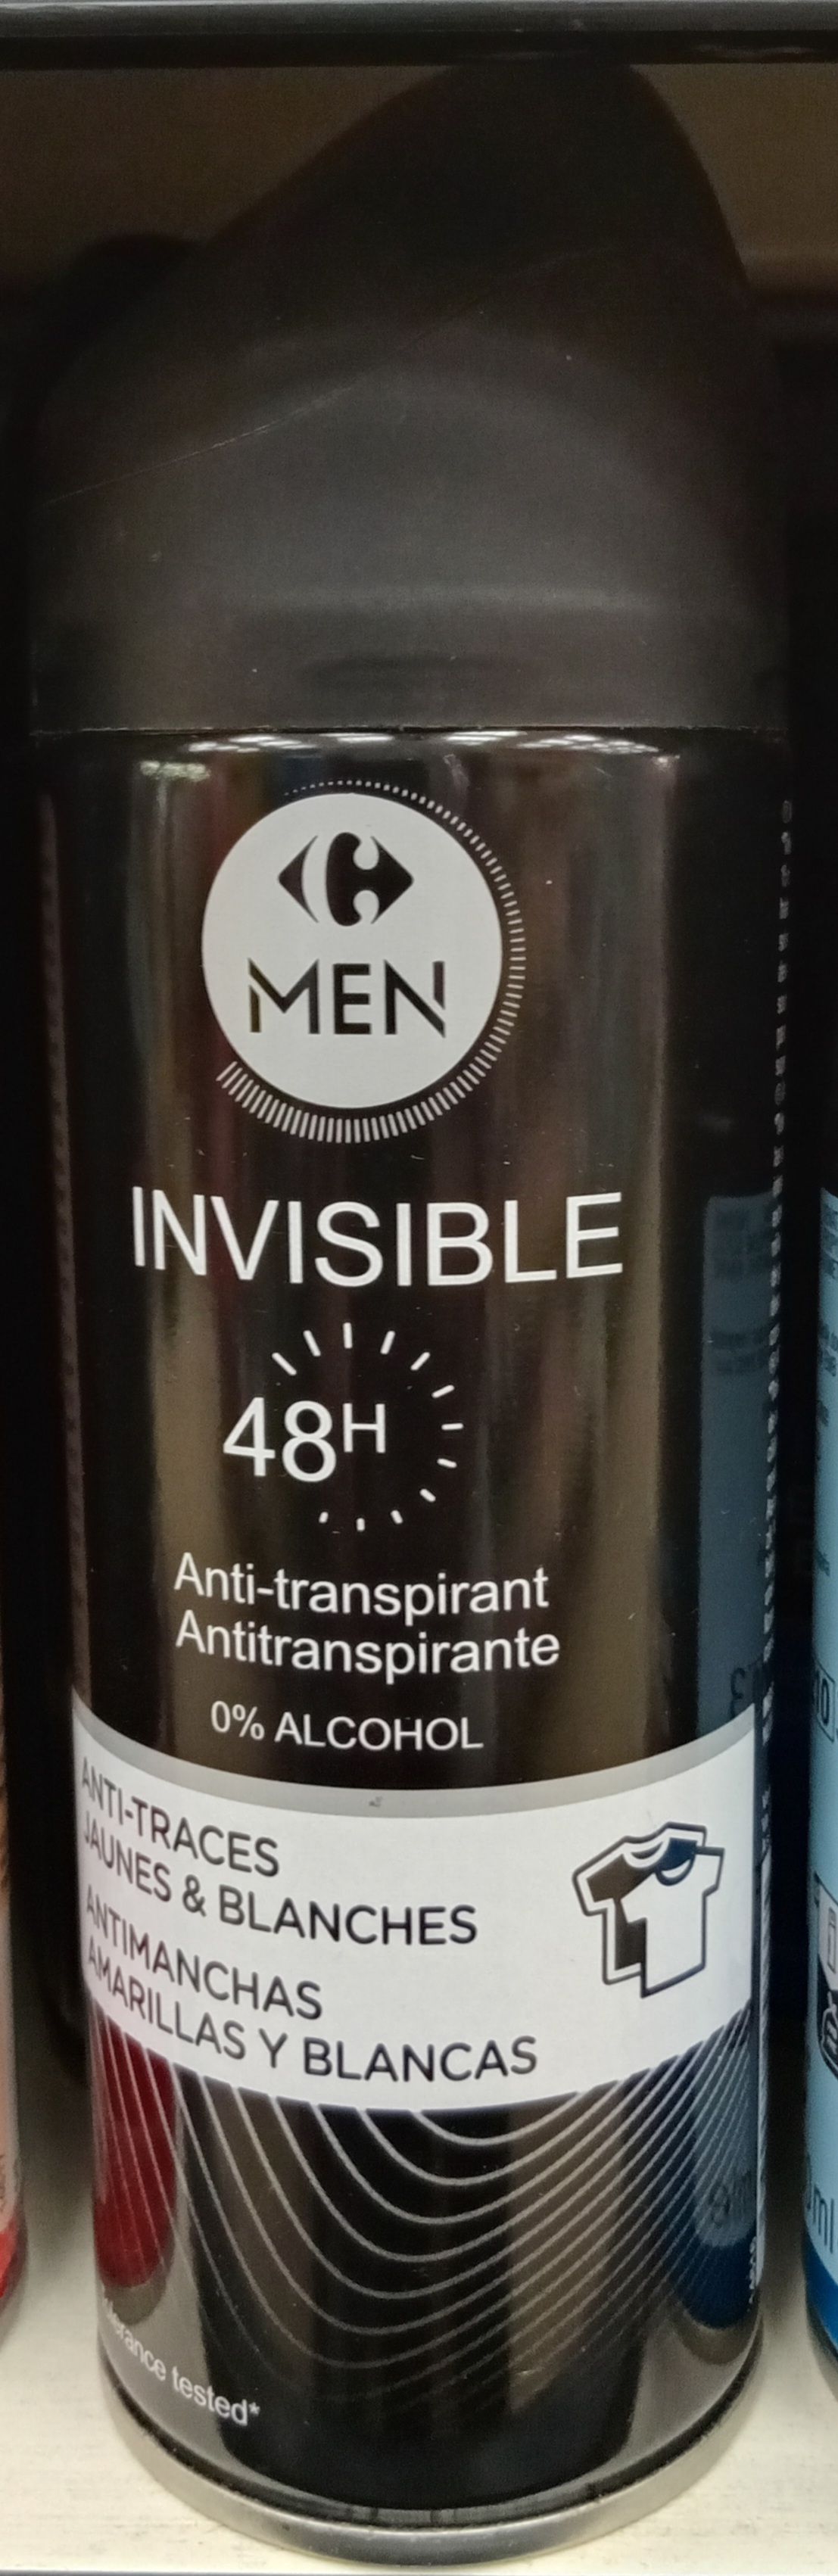 MEN
INVISIBLE
48H
Anti-transpirant
Antitranspirante
0% ALCOHOL
ANTI-TRACES
JAUNES & BLANCHES
ANTIMANCHAS
AMARILLAS Y BLANCAS
tested*